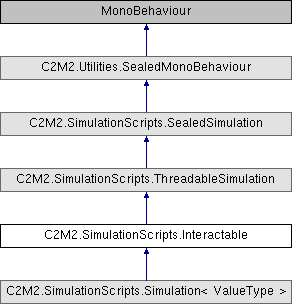 MonoBehaviour
C2M2.Utilities.SealedMonoBehaviour
C2M2.SimulationScripts.SealedSimulation
C2M2.SimulationScripts.ThreadableSimulation
C2M2.SimulationScripts.Interactable
C2M2.SimulationScripts.Simulation< ValueType >